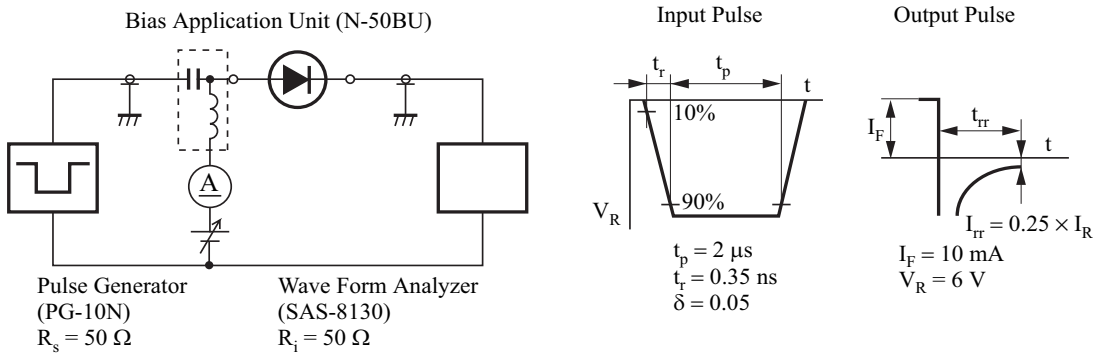 Bias Application Unit (N-50BU)
A
Pulse Generator
(PG-10N)
R_s = 50 Ω
Wave Form Analyzer
(SAS-8130)
R_i = 50 Ω
Input Pulse
t_r t_p
t
10%
90%
V_R
t_p = 2 μs
t_r = 0.35 ns
δ = 0.05
Output Pulse
I_F
t_rr
t
I_rr = 0.25 × I_R
I_F = 10 mA
V_R = 6 V